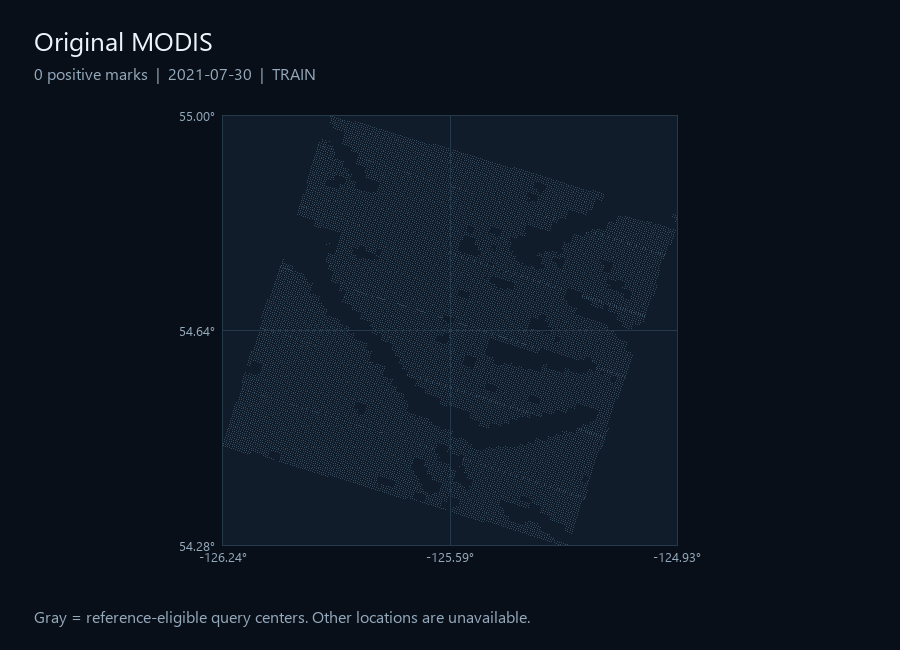 Original MODIS
0 positive marks | 2021-07-30 | TRAIN
55.00°
54.64°
54.28°
-126.24°
-125.59°
-124.93°
Gray = reference-eligible query centers. Other locations are unavailable.